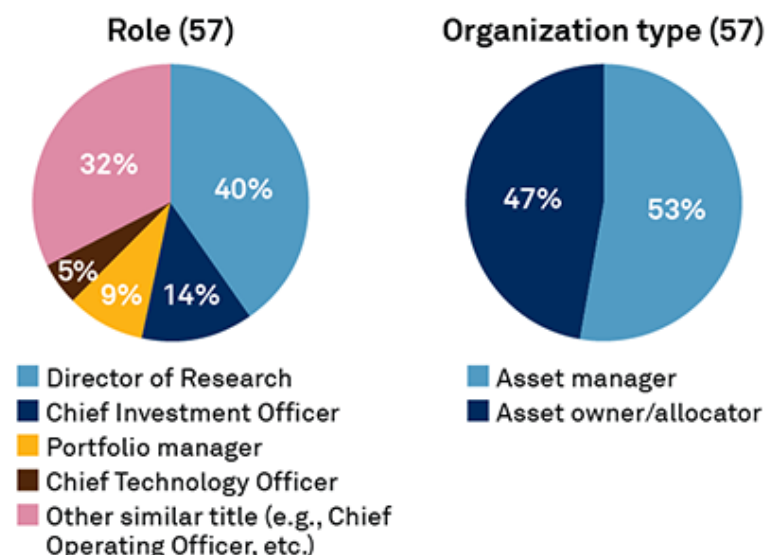 Role (57)
32%
40%
5%
9%
14%
Director of Research
Chief Investment Officer
Portfolio manager
Chief Technology Officer
Other similar title (e.g., Chief
Operating Officer, etc.)
Organization type (57)
47%
53%
Asset manager
Asset owner/allocator